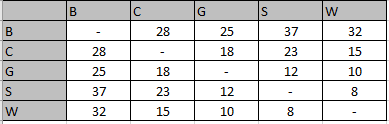 B C G S W
B - 28 25 37 32
C 28 - 18 23 15
G 25 18 - 12 10
S 37 23 12 - 8
W 32 15 10 8 -